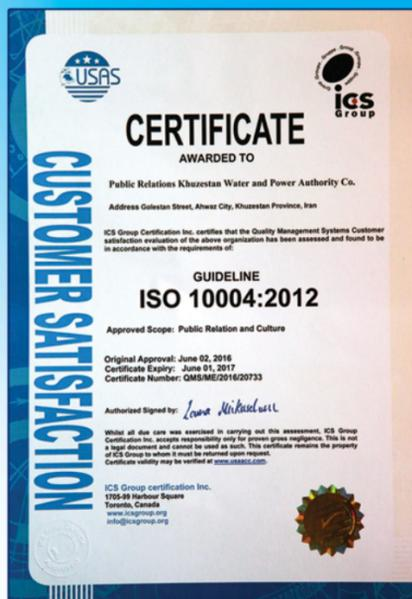 USAS
ics
Group
CERTIFICATE
AWARDED TO
Public Relations Khuzestan Water and Power Authority Co.
Address Golestan Street, Ahwaz City, Khuzestan Province, Iran
ICS Group Certification Inc. certifies that the Quality Management Systems Customer
satisfaction evaluation of the above organization has been assessed and found to be
in accordance with the requirements of:
GUIDELINE
ISO 10004:2012
Approved Scope: Public Relation and Culture
Original Approval: June 02, 2016
Certificate Expiry: June 01, 2017
Certificate Number: QMS/ME/2016/20733
Authorized Signed by:
Whilst all due care was exercised in carrying out this assessment, ICS Group
Certification Inc. accepts responsibility only for proven gross negligence. This is not
a legal document and cannot be used as such. This certificate remains the property
of ICS Group to whom it must be returned upon request.
Certificate validity may be verified at www.usaacc.com.
ICS Group certification Inc.
1705-99 Harbour Square
Toronto, Canada
www.icsgroup.org
info@icsgroup.org
CUSTOMER SATISFACTION